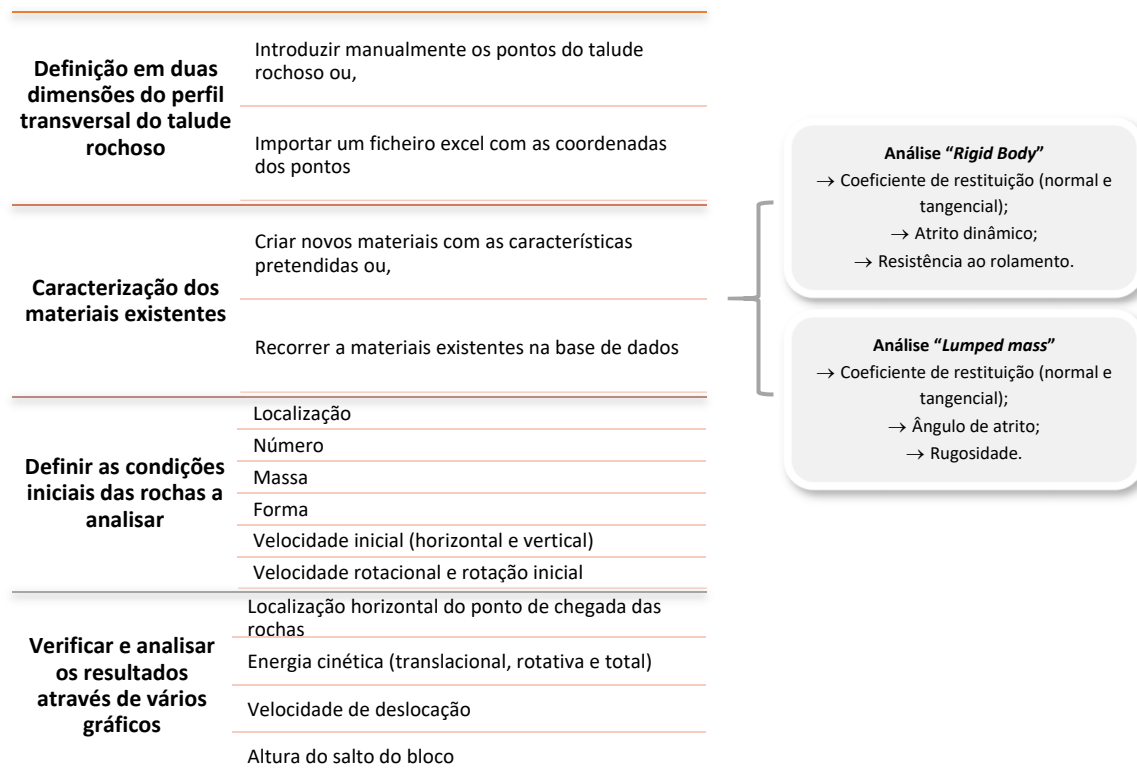 Definição em duas
dimensões do perfil
transversal do talude
rochoso
Introduzir manualmente os pontos do talude
rochoso ou,
Importar um ficheiro excel com as coordenadas
dos pontos
Caracterização dos
materiais existentes
Criar novos materiais com as características
pretendidas ou,
Recorrer a materiais existentes na base de dados
Análise “Rigid Body”
→ Coeficiente de restituição (normal e
tangencial);
→ Atrito dinâmico;
→ Resistência ao rolamento.
Análise “Lumped mass”
→ Coeficiente de restituição (normal e
tangencial);
→ Ângulo de atrito;
→ Rugosidade.
Definir as condições
iniciais das rochas a
analisar
Localização
Número
Massa
Forma
Velocidade inicial (horizontal e vertical)
Velocidade rotacional e rotação inicial
Verificar e analisar
os resultados
através de vários
gráficos
Localização horizontal do ponto de chegada das
rochas
Energia cinética (translacional, rotativa e total)
Velocidade de deslocação
Altura do salto do bloco